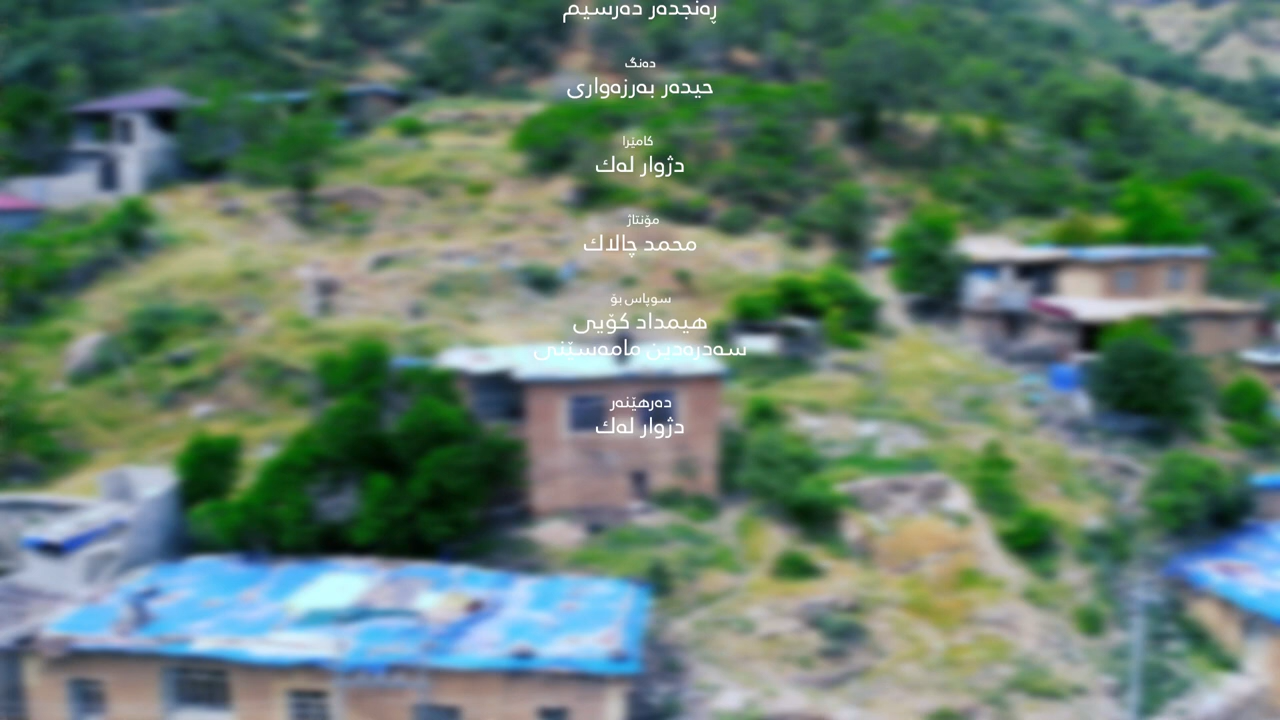 ڕەنجدەر دەرسیم
دەنگ
حیدەر بەرزەواری
کامێرا
دژوار لەك
مۆنتاژ
محمد چالاك
سوپاس بۆ
هیمداد کۆیی
سەدرەدین مامەسێنی
دەرهێنەر
دژوار لەك